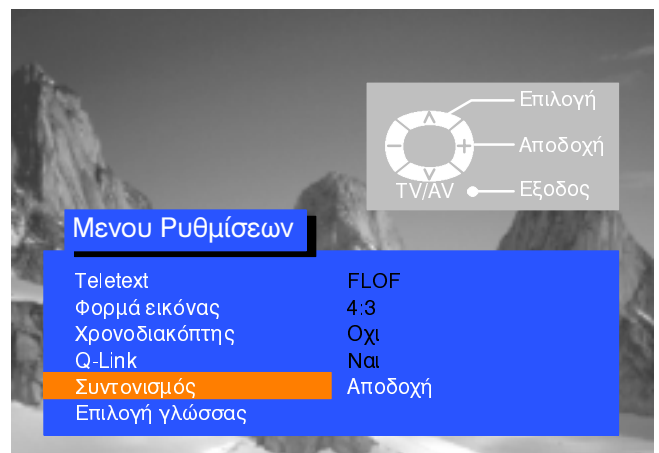 Επιλογή
Αποδοχή
TV/AV Εξοδος
Μενου Ρυθμίσεων
Teletext FLOF
Φορμά εικόνας 4:3
Χρονοδιακόπτης Οχι
Q-Link Ναι
Συντονισμός Αποδοχή
Επιλογή γλώσσας